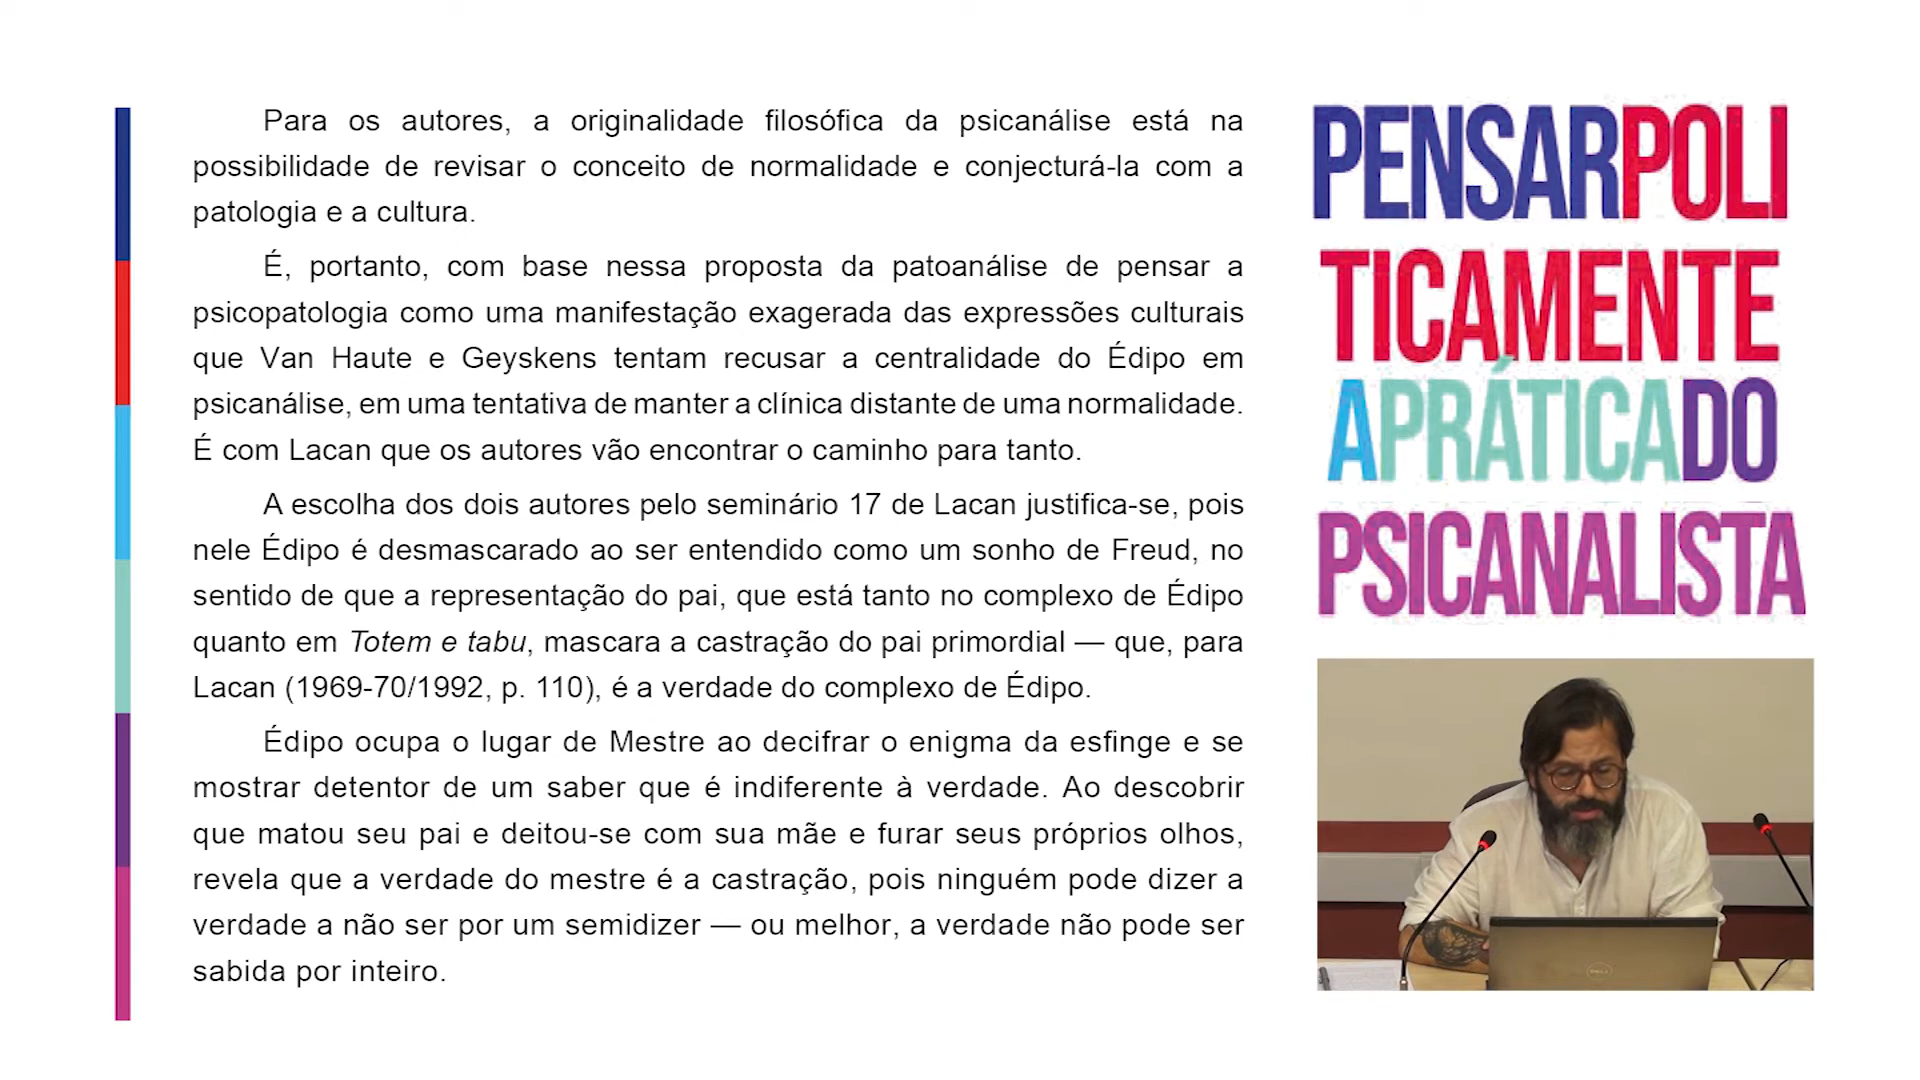 Para os autores, a originalidade filosófica da psicanálise está na
possibilidade de revisar o conceito de normalidade e conjecturá-la com a
patologia e a cultura.
É, portanto, com base nessa proposta da patoanálise de pensar a
psicopatologia como uma manifestação exagerada das expressões culturais
que Van Haute e Geyskens tentam recusar a centralidade do Édipo em
psicanálise, em uma tentativa de manter a clínica distante de uma normalidade.
É com Lacan que os autores vão encontrar o caminho para tanto.
A escolha dos dois autores pelo seminário 17 de Lacan justifica-se, pois
nele Édipo é desmascarado ao ser entendido como um sonho de Freud, no
sentido de que a representação do pai, que está tanto no complexo de Édipo
quanto em Totem e tabu, mascara a castração do pai primordial — que, para
Lacan (1969-70/1992, p. 110), é a verdade do complexo de Édipo.
Édipo ocupa o lugar de Mestre ao decifrar o enigma da esfinge e se
mostrar detentor de um saber que é indiferente à verdade. Ao descobrir
que matou seu pai e deitou-se com sua mãe e furar seus próprios olhos,
revela que a verdade do mestre é a castração, pois ninguém pode dizer a
verdade a não ser por um semidizer — ou melhor, a verdade não pode ser
sabida por inteiro.
PENSARPOLI
TICAMENTE
APRÁTICADO
PSICANALISTA
DELL